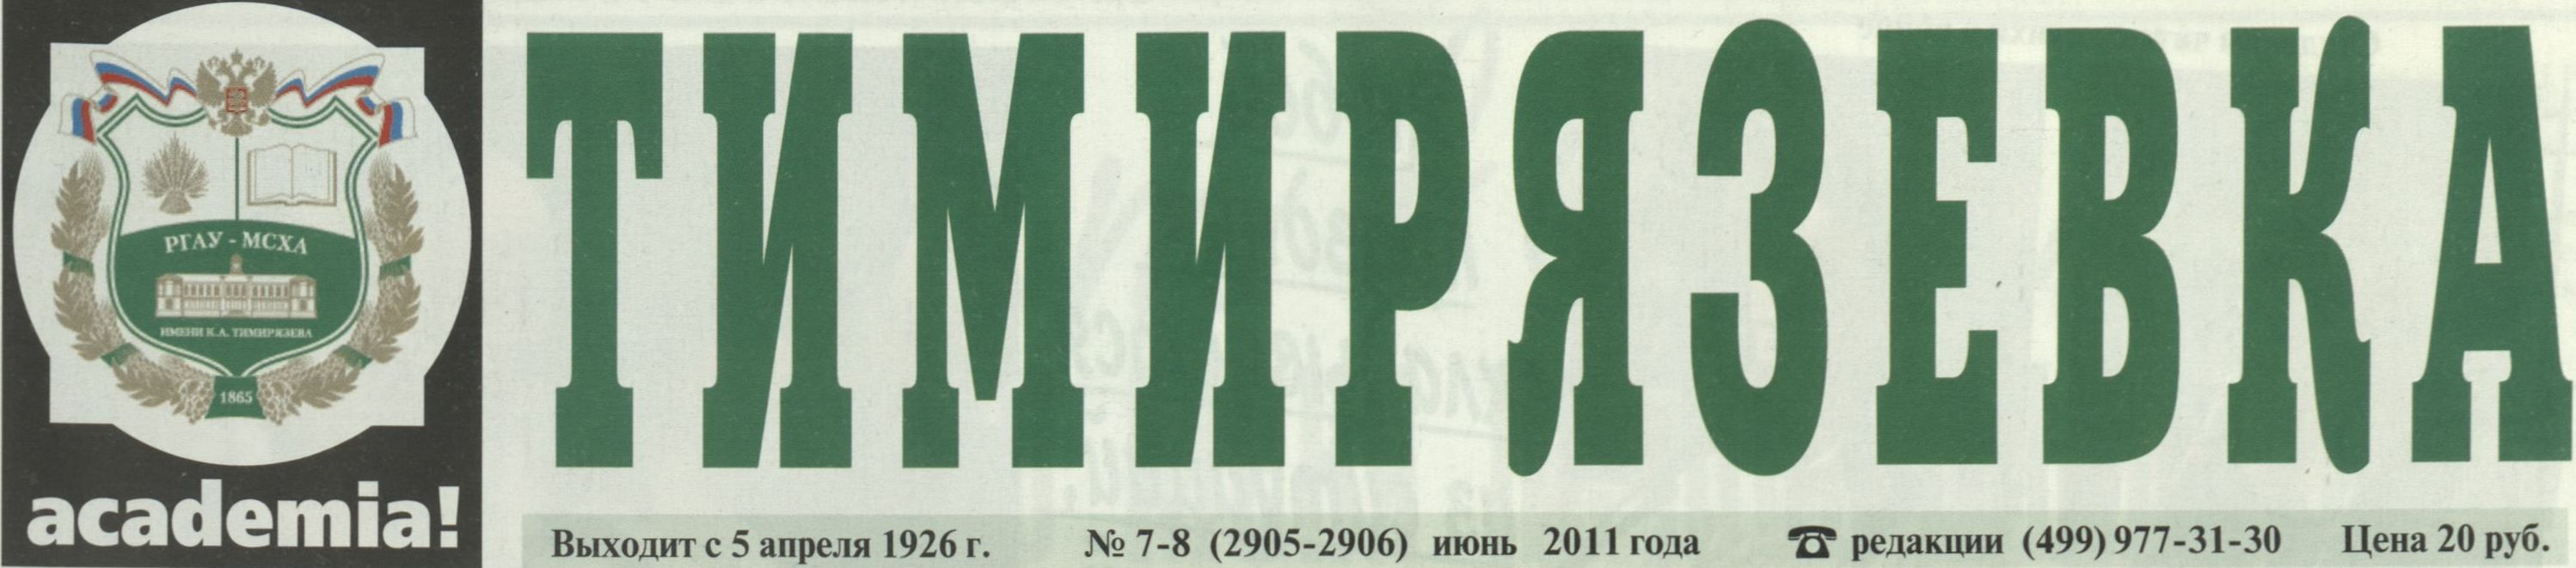 РГАУ - МСХА
ИМЕНИ К.А. ТИМИРЯЗЕВА
1865
academia!
ТИМИРЯЗЕВКА
Выходит с 5 апреля 1926 г. № 7-8 (2905-2906) июнь 2011 года ☎ редакции (499) 977-31-30 Цена 20 руб.